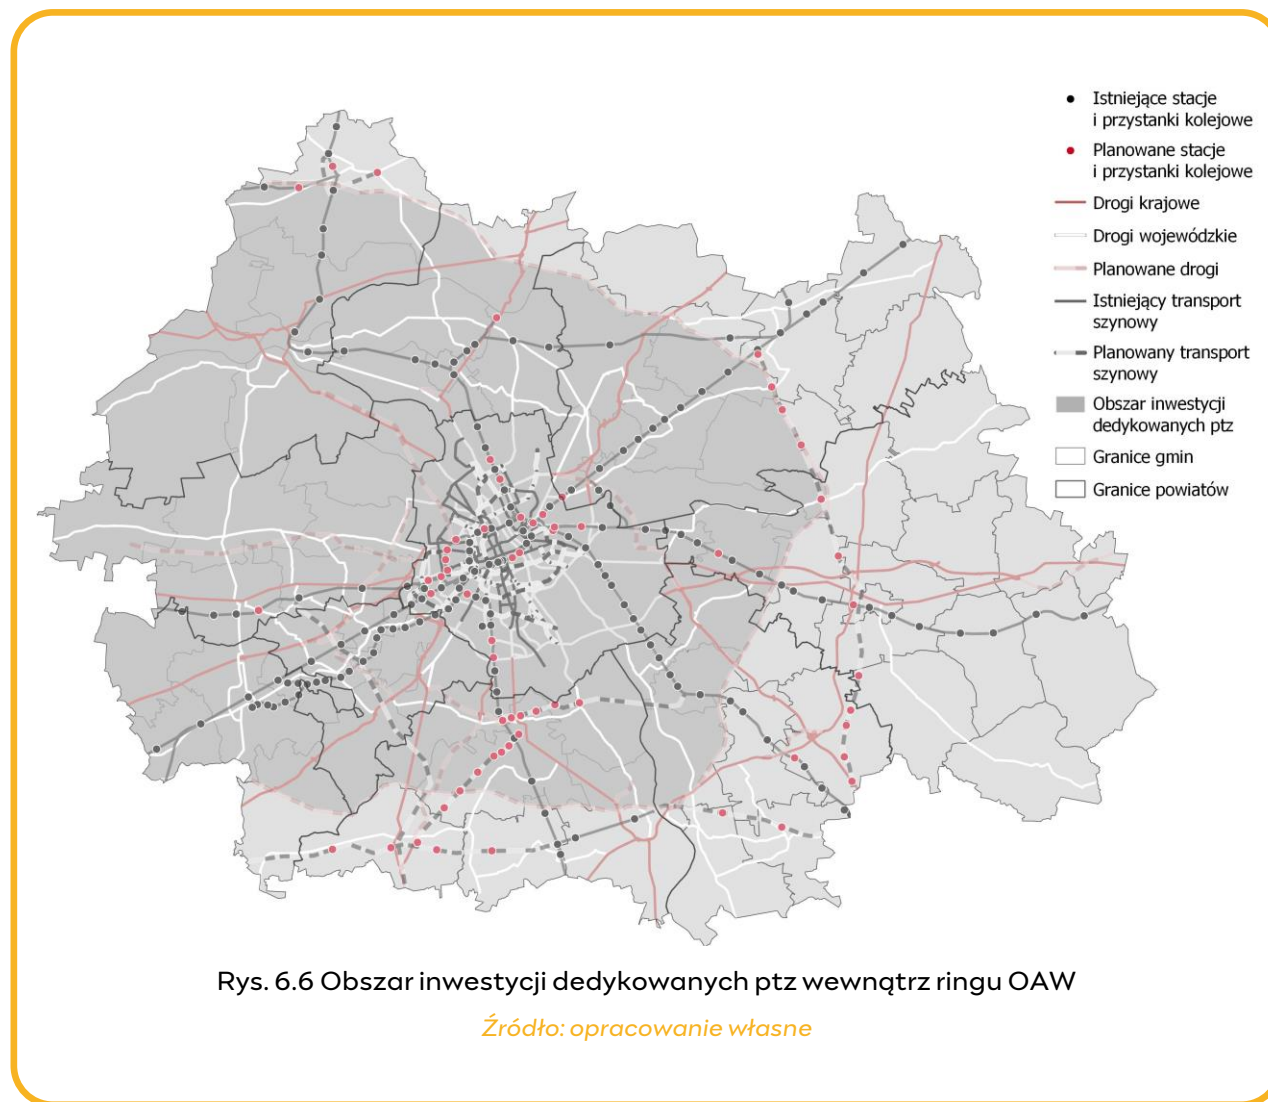 Istniejące stacje
i przystanki kolejowe
Planowane stacje
i przystanki kolejowe
Drogi krajowe
Drogi wojewódzkie
Planowane drogi
Istniejący transport
szynowy
Planowany transport
szynowy
Obszar inwestycji
dedykowanych ptz
Granice gmin
Granice powiatów
Rys. 6.6 Obszar inwestycji dedykowanych ptz wewnątrz ringu OAW
Źródło: opracowanie własne